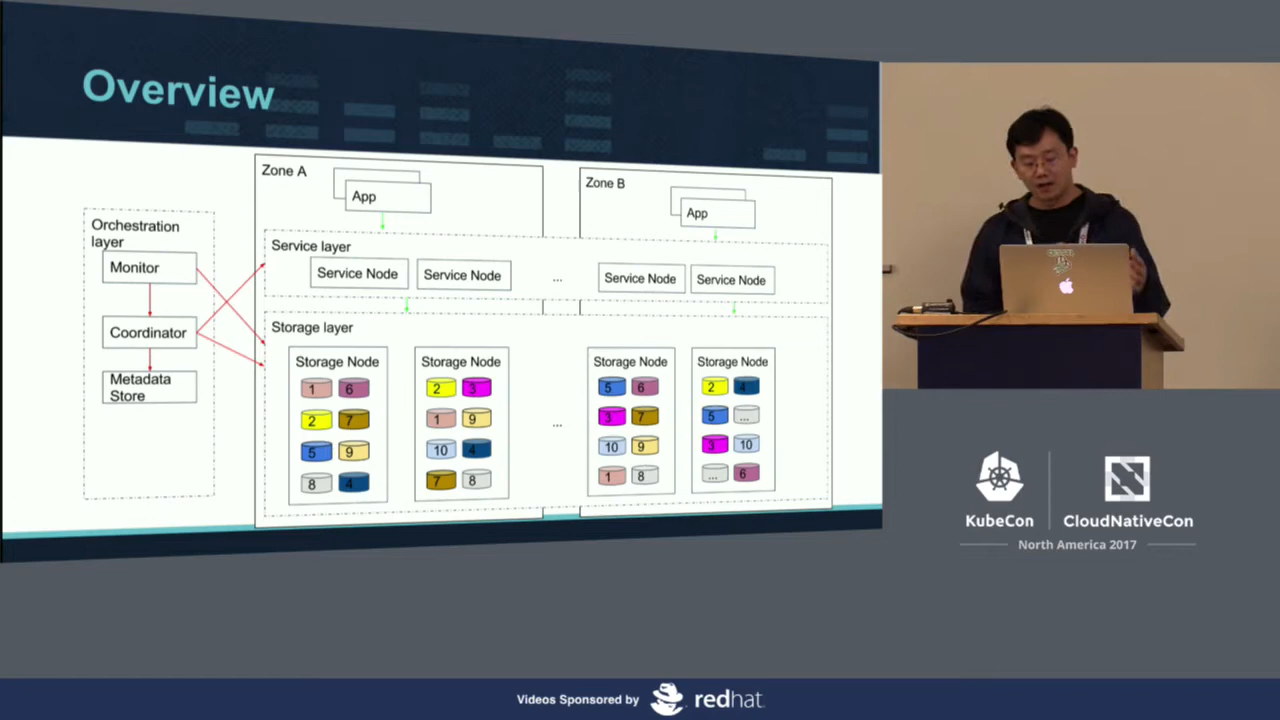 Overview
Orchestration
layer
Monitor
Coordinator
Metadata
Store
Zone A
App
Zone B
App
Service layer
Service Node
Service Node
...
Service Node
Service Node
Storage layer
Storage Node
1 6
2 7
5 9
8 4
Storage Node
2 3
1 9
10 4
7 8
...
Storage Node
5 6
3 7
10 9
1 8
Storage Node
2 4
5 ...
3 10
... 6
KubeCon
CloudNativeCon
North America 2017
Videos Sponsored by
redhat